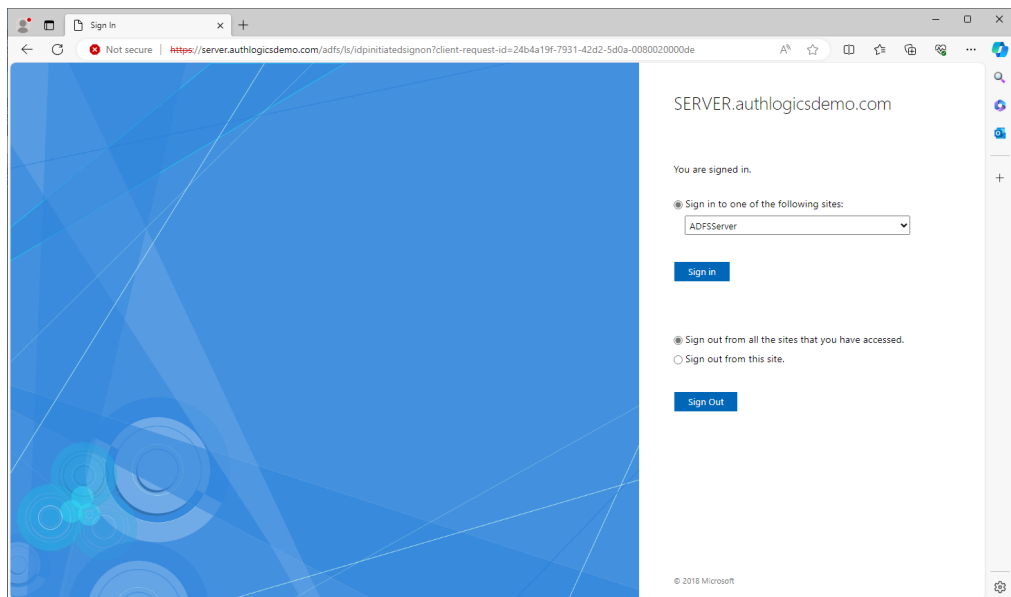 Sign In
Not secure
https://server.authlogicsdemo.com/adfs/ls/idpinitiatedsignon?client-request-id=24b4a19f-7931-42d2-5d0a-0080020000de
SERVER.authlogicsdemo.com
You are signed in.
Sign in to one of the following sites:
ADFSServer
Sign in
Sign out from all the sites that you have accessed.
Sign out from this site.
Sign Out
© 2018 Microsoft